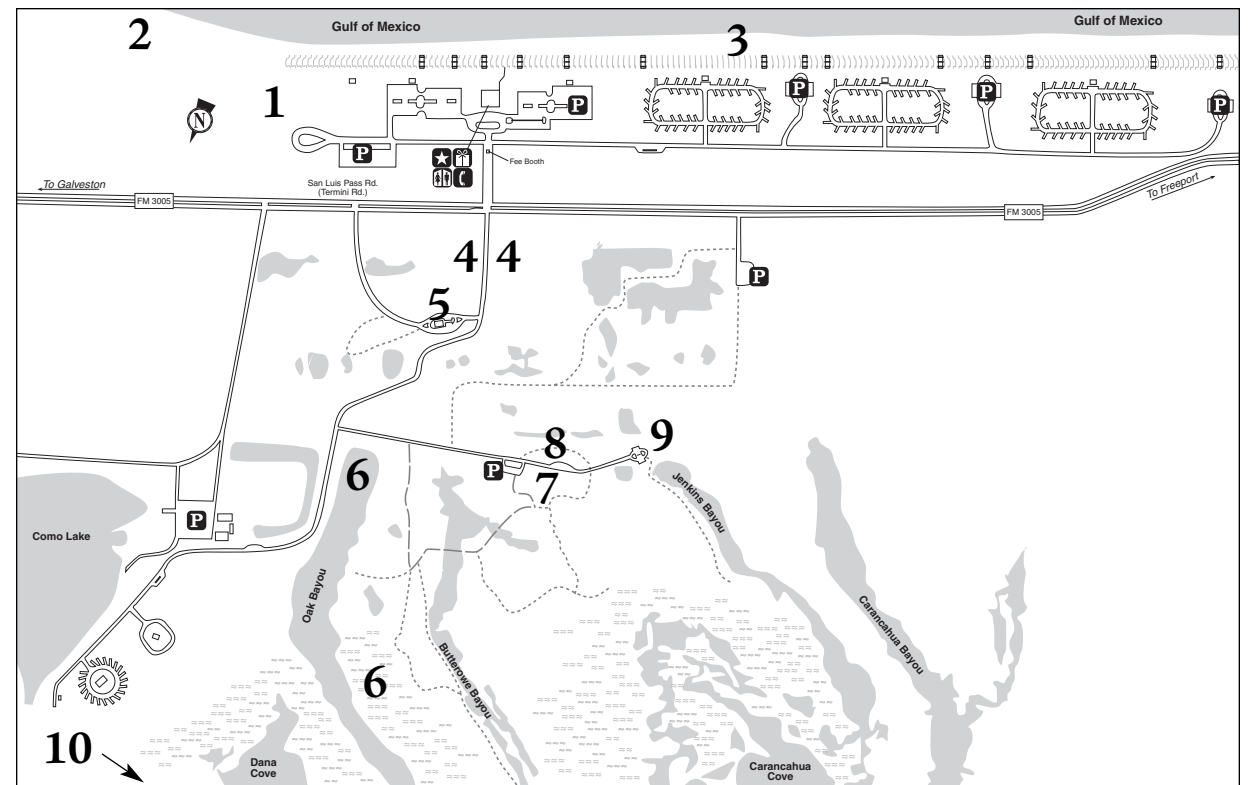 Gulf of Mexico
Gulf of Mexico
2
3
1
P
P
P
P
N
P
Fee Booth
To Galveston
San Luis Pass Rd.
(Termini Rd.)
To Freeport
FM 3005
FM 3005
4 4
P
5
8
9
6
P
7
Jenkins Bayou
P
Como Lake
Oak Bayou
Carancahua Bayou
Butterowe Bayou
6
10
Dana
Cove
Carancahua
Cove